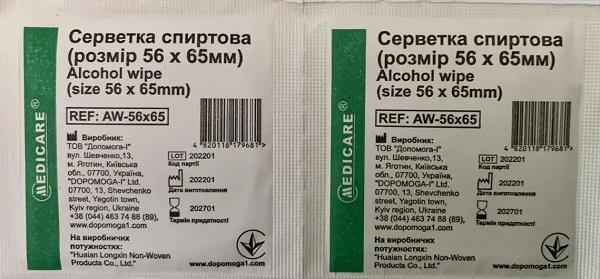 MEDICARE®
Серветка спиртова
(розмір 56 х 65мм)
Alcohol wipe
(size 56 x 65mm)
REF: AW-56x65
4 820118 179681 >
Виробник:
ТОВ "Допомога-І"
вул. Шевченко,13,
м. Яготин, Київська
обл., 07700, Україна,
"DOPOMOGA-I" Ltd.
07700, 13, Shevchenko
street, Yagotin town,
Kyiv region, Ukraine
+38 (044) 463 74 88 (89),
www.dopomoga1.com
LOT 202201
Код партії
202201
Дата виготовлення
202701
Термін придатності
На виробничих
потужностях:
"Huaian Longxin Non-Woven
Products Co., Ltd."
www.dopomoga1.com
MEDICARE®
Серветка спиртова
(розмір 56 х 65мм)
Alcohol wipe
(size 56 x 65mm)
REF: AW-56x65
4 820118 179681 >
Виробник:
ТОВ "Допомога-І"
вул. Шевченко,13,
м. Яготин, Київська
обл., 07700, Україна,
"DOPOMOGA-I" Ltd.
07700, 13, Shevchenko
street, Yagotin town,
Kyiv region, Ukraine
+38 (044) 463 74 88 (89),
www.dopomoga1.com
LOT 202201
Код партії
202201
Дата виготовлення
202701
Термін придатності
На виробничих
потужностях:
"Huaian Longxin Non-Woven
Products Co., Ltd."
www.dopomoga1.com